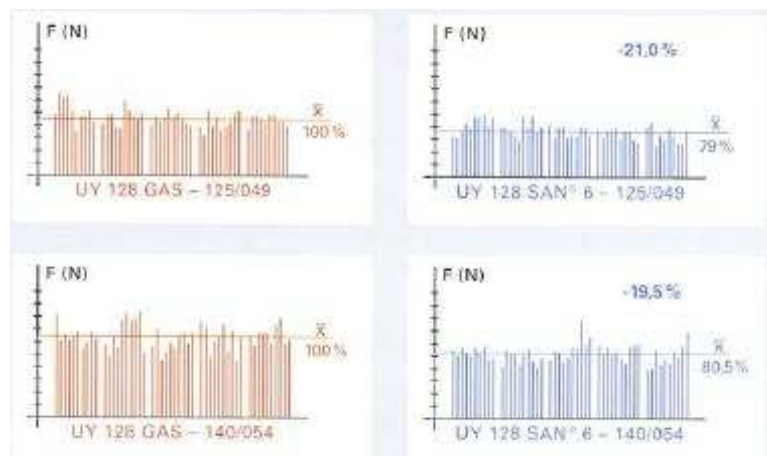 F (N)
x̄
100 %
UY 128 GAS – 125/049
F (N)
-21,0 %
x̄
79 %
UY 128 SAN® 6 – 125/049
F (N)
x̄
100 %
UY 128 GAS – 140/054
F (N)
-19,5 %
x̄
80,5 %
UY 128 SAN® 6 – 140/054